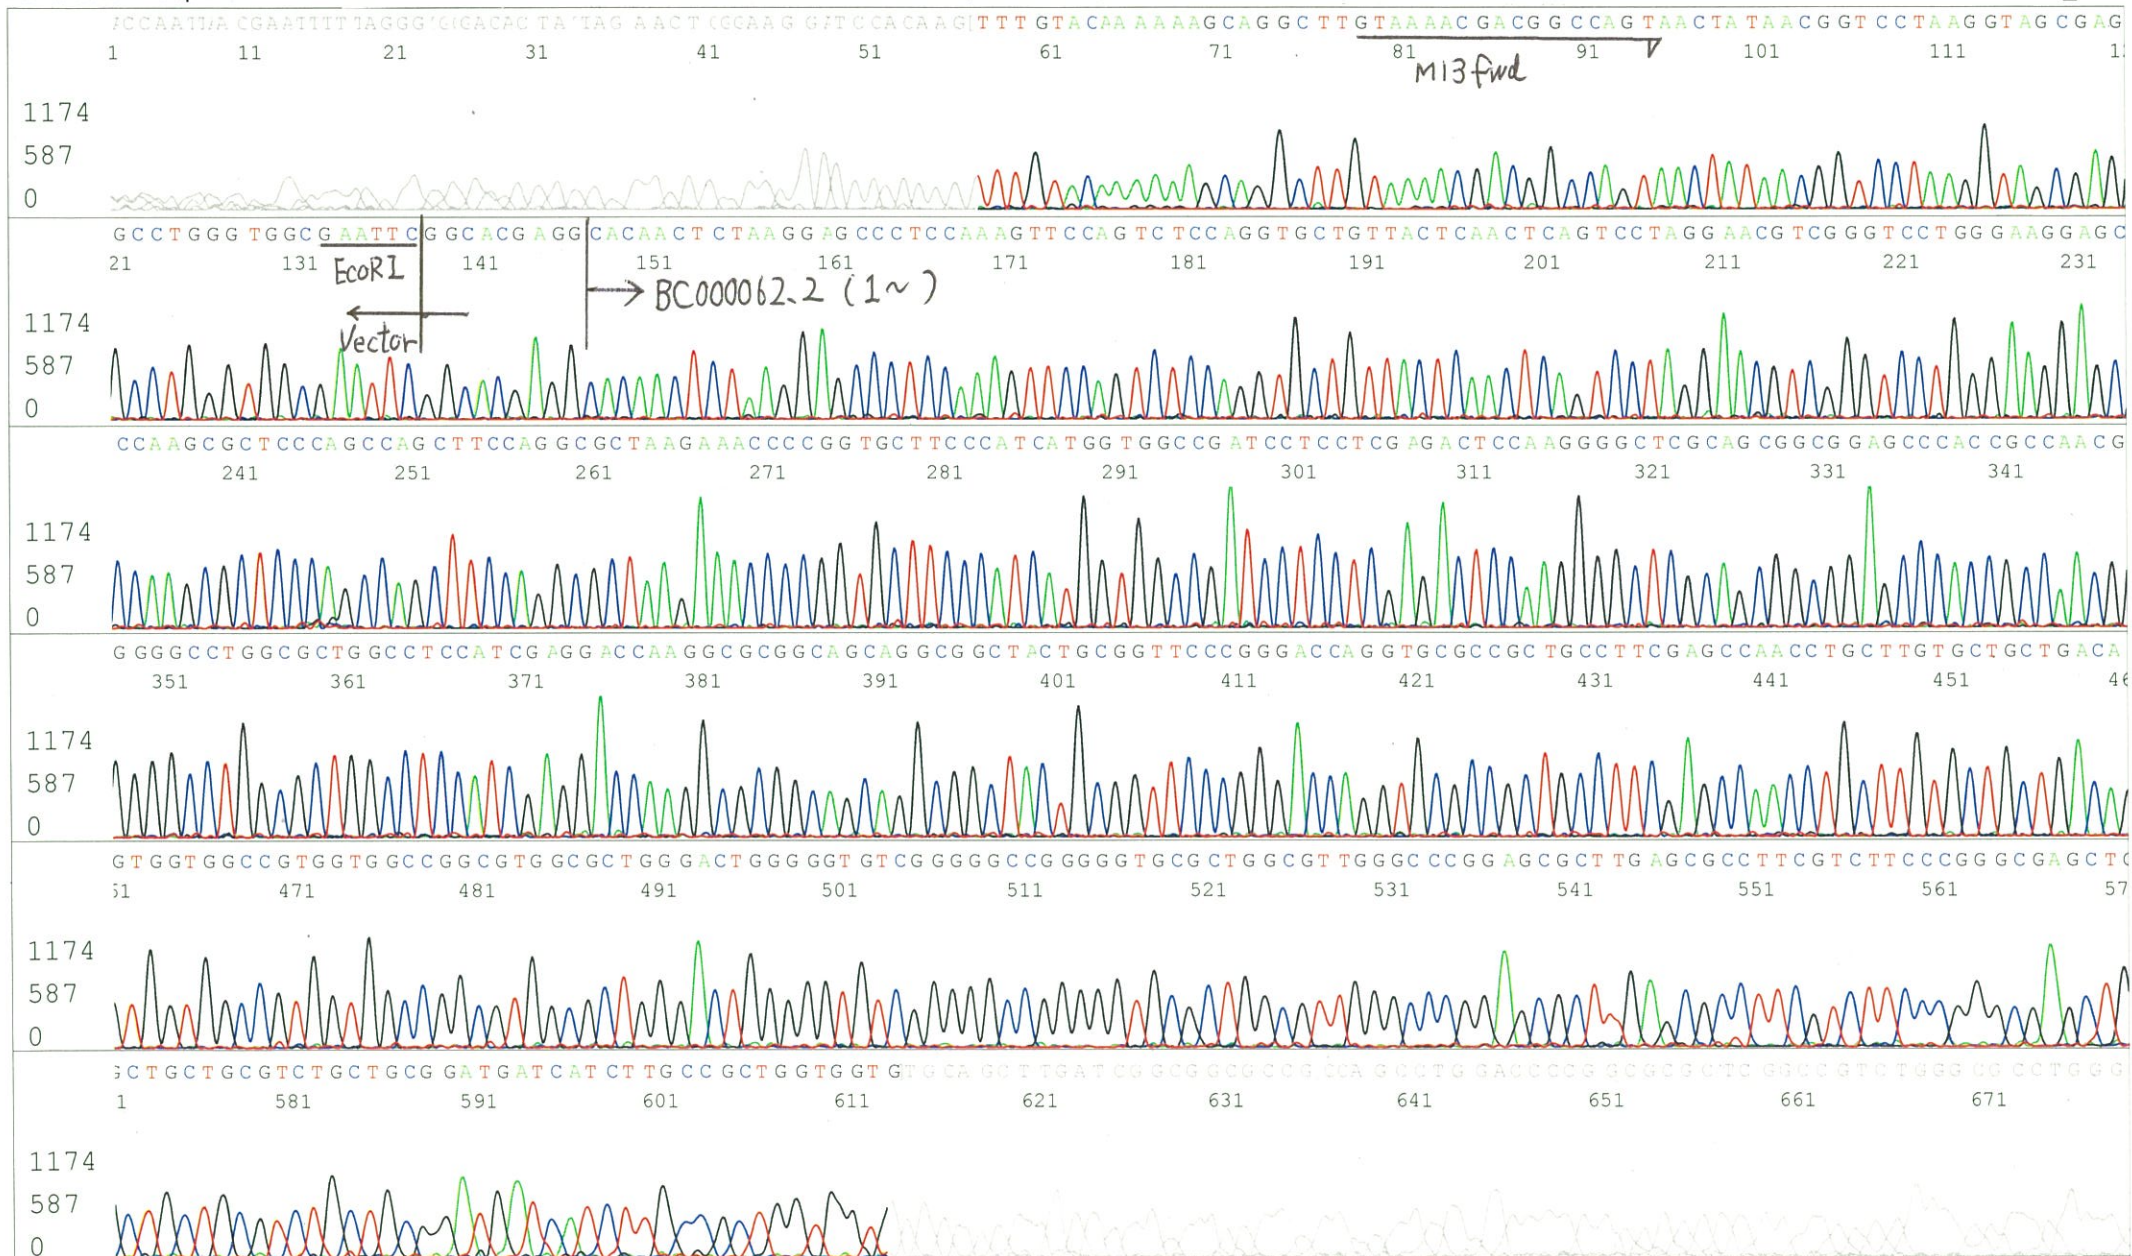 TTTGTACAAAAAAGCAGGCTTGTAAAACGACGGCCAGTAACTATAACGGTCCTAAGGTAGCGAG
1 11 21 31 41 51 61 71 81 91 101 111
M13 fwd
1174
587
0
GCCTGGGTGGCGAATTCGGCACGAGGCACAACTCTAAGGAGCCCTCCAAAGTTCCAGTCTCCAGGTGCTGTTACTCAACTCAGTCCTAGGAACGTCGGGTCCTGGGAAGGAGC
21 131 141 151 161 171 181 191 201 211 221 231
EcoRI
BC000062.2 (1~)
Vector
1174
587
0
CCAAGCGCTCCCAGCCAGCTTCCAGGCGCTAAGAAACCCCGGTGCTTCCCATCATGGTGGCCGATCCTCCTCGAGACTCCAAGGGGCTCGCAGCGGCGGAGCCCACCGCCAACG
241 251 261 271 281 291 301 311 321 331 341
1174
587
0
GGGGCCTGGCGCTGGCCTCCATCGAGGACCAAGGCGCGGCAGCAGGCGGCTACTGCGGTTCCCGGGACCAGGTGCGCCGCTGCCTTCGAGCCAACCTGCTTGTGCTGCTGACA
351 361 371 381 391 401 411 421 431 441 451
1174
587
0
GTGGTGGCCGTGGTGGCCGGCGTGGCGCTGGGACTGGGGGTGTCGGGGGCCGGGGGTGCGCTGGCGTTGGGCCCGGAGCGCTTGAGCGCCTTCGTCTTCCCGGGCGAGCTG
471 481 491 501 511 521 531 541 551 561 57
1174
587
0
CTGCTGCGTCTGCTGCGGATGATCATCTTGCCGCTGGTGGTG
1 581 591 601 611 621 631 641 651 661 671
1174
587
0